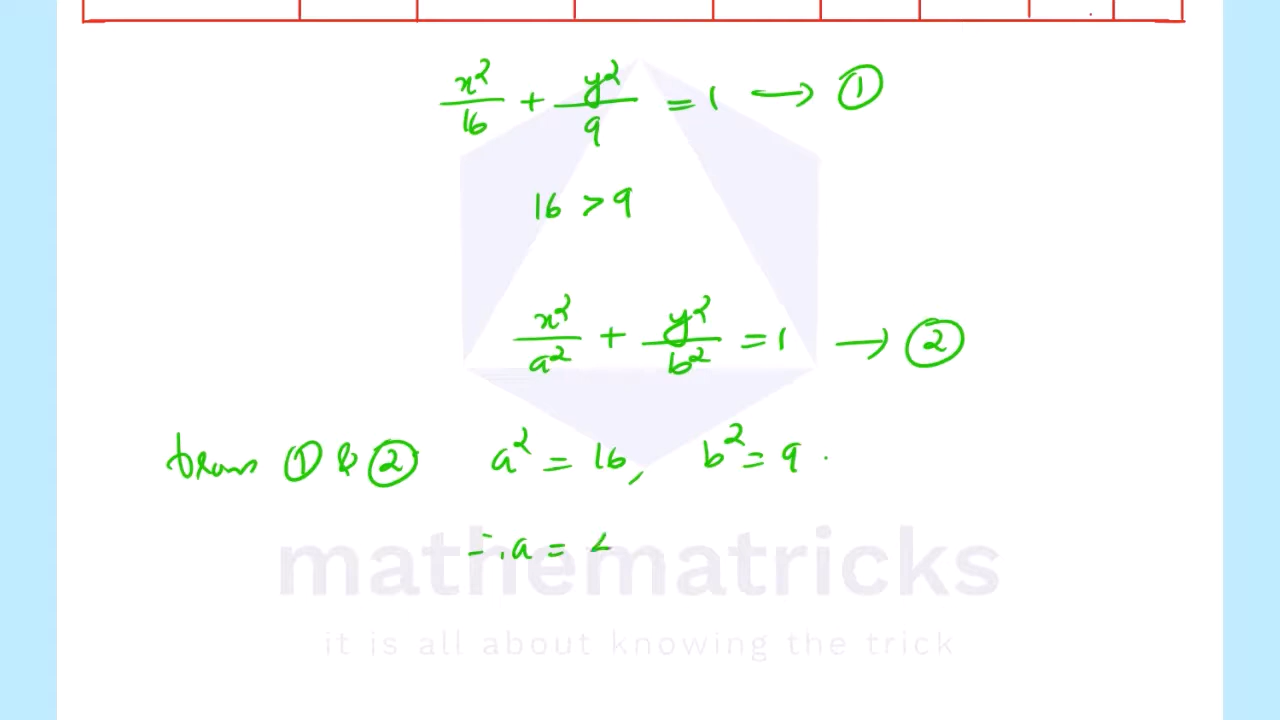 x²/16 + y²/9 = 1 → ①
16 > 9
x²/a² + y²/b² = 1 → ②
from ① & ② a² = 16, b² = 9.
∴ a = 4
mathematricks
it is all about knowing the trick